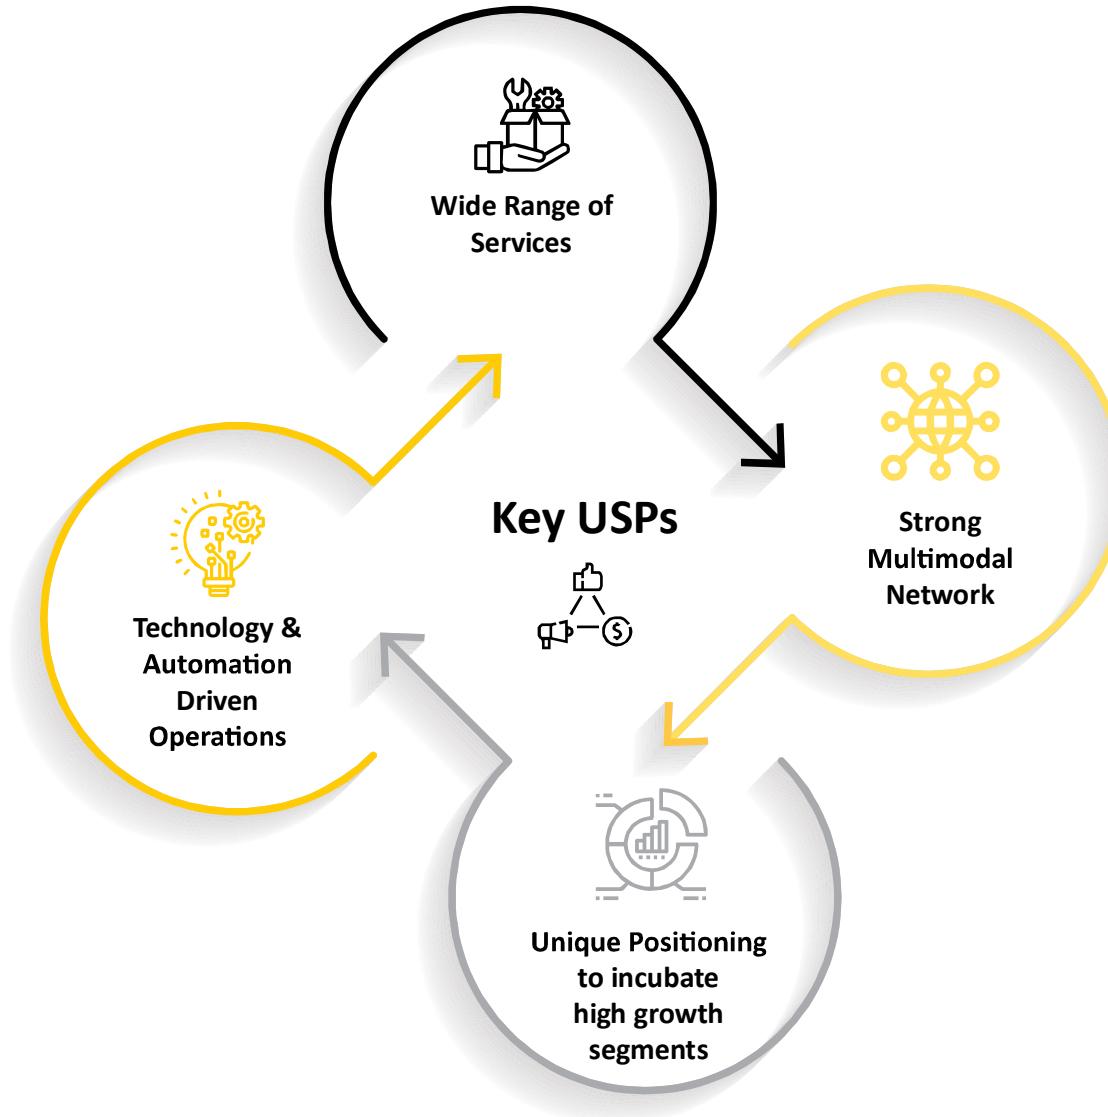 Wide Range of
Services
Strong
Multimodal
Network
Key USPs
$
Technology &
Automation
Driven
Operations
Unique Positioning
to incubate
high growth
segments